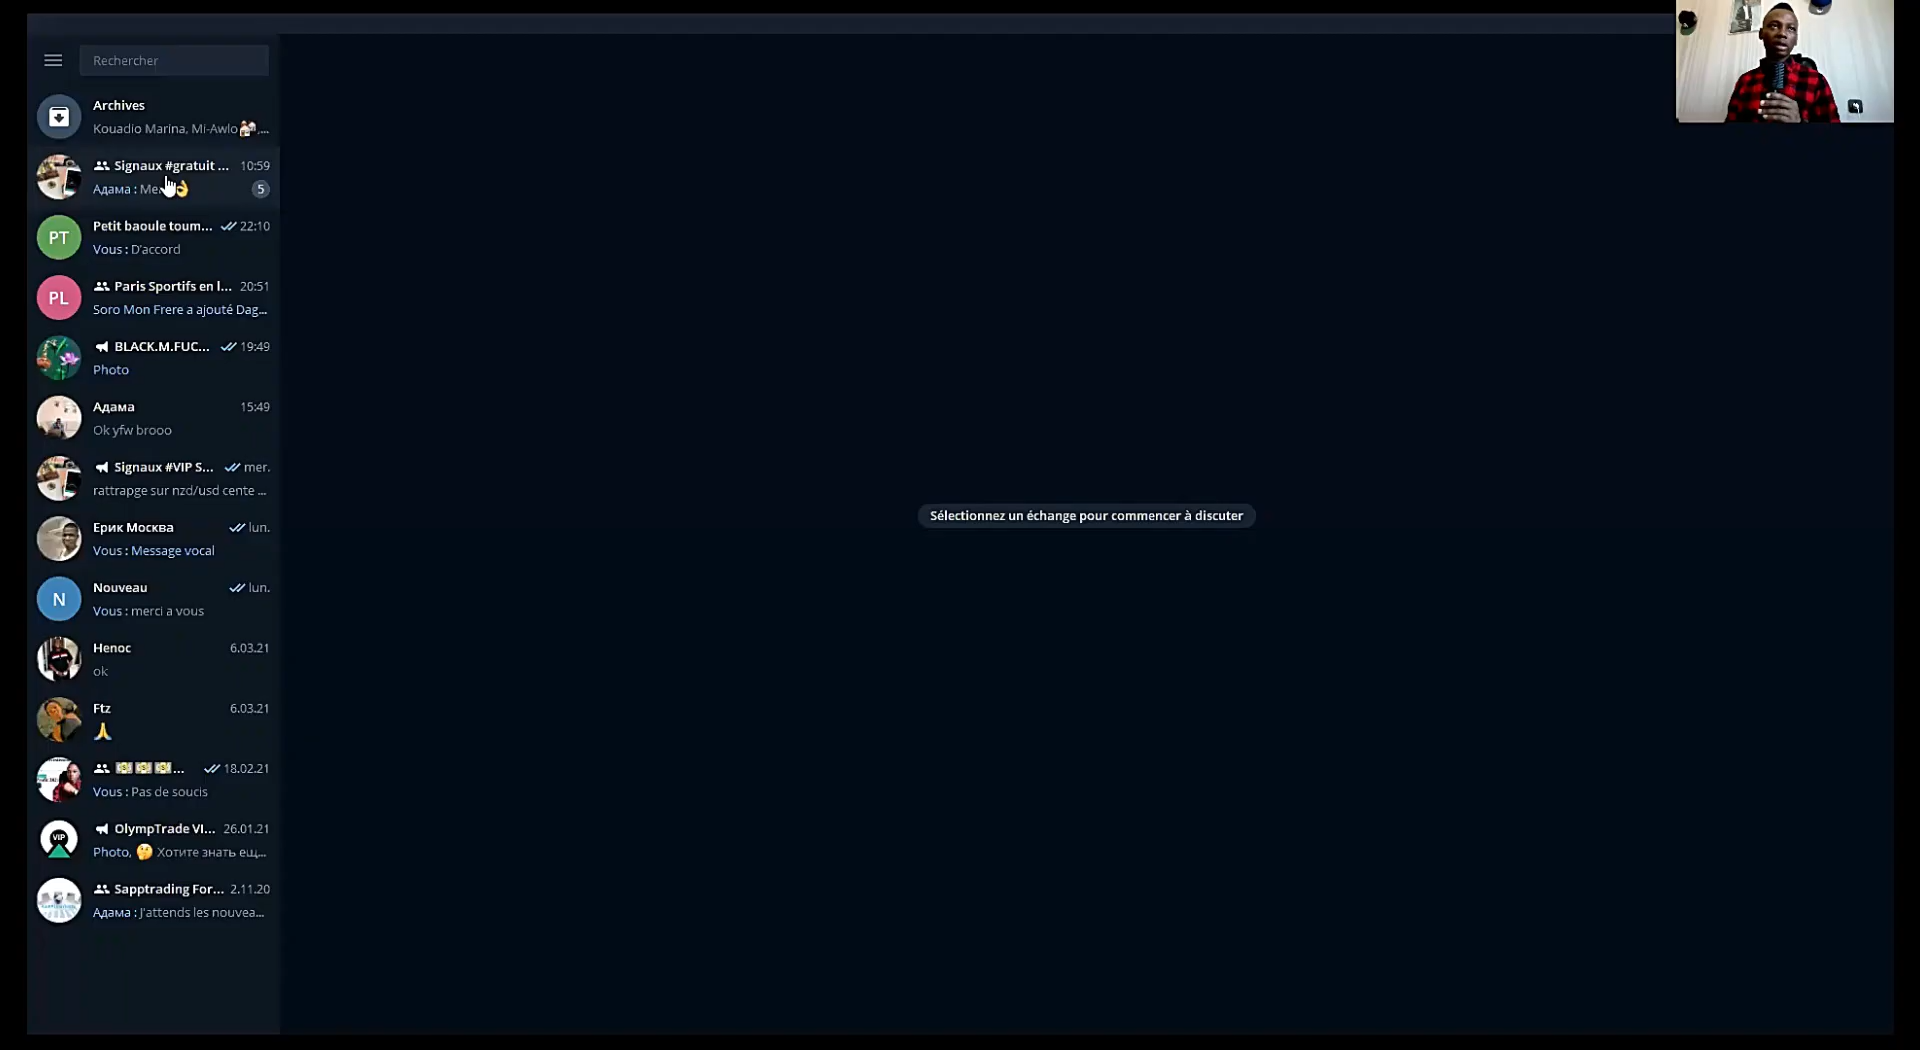 Rechercher
Archives
Kouadio Marina, Mi-Awlo🏠,...
Signaux #gratuit ... 10:59
Адама : Me 👌 5
PT Petit baoule toum... 22:10
Vous : D'accord
PL Paris Sportifs en l... 20:51
Soro Mon Frere a ajouté Dag...
BLACK.M.FUC... 19:49
Photo
Адама 15:49
Ok yfw brooo
Signaux #VIP S... mer.
rattrapge sur nzd/usd cente ...
Ерик Москва lun.
Vous : Message vocal
N Nouveau lun.
Vous : merci a vous
Henoc 6.03.21
ok
Ftz 6.03.21
🙏
💵💵💵... 18.02.21
Vous : Pas de soucis
VIP OlympTrade VI... 26.01.21
Photo, 🤔 Хотите знать ещ...
Sapptrading For... 2.11.20
Адама : J'attends les nouvea...
Sélectionnez un échange pour commencer à discuter